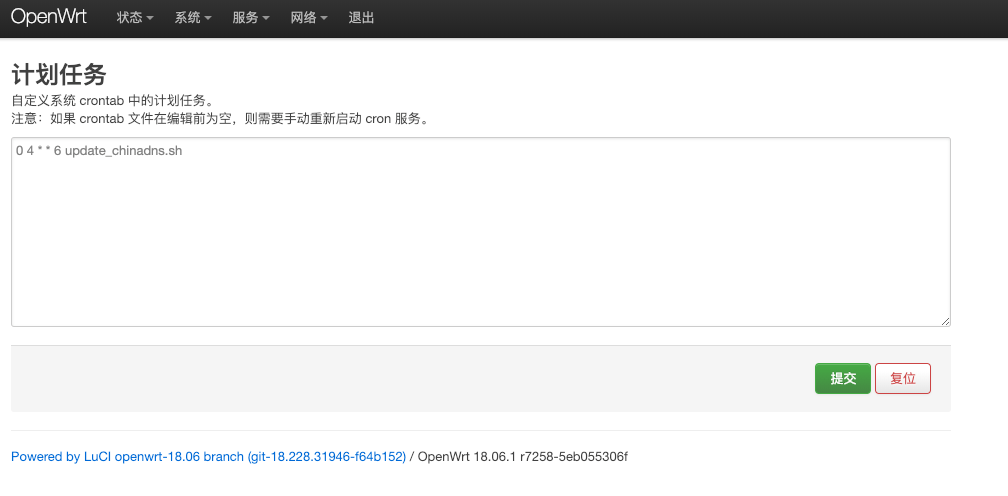 OpenWrt 状态 系统 服务 网络 退出
计划任务
自定义系统 crontab 中的计划任务。
注意：如果 crontab 文件在编辑前为空，则需要手动重新启动 cron 服务。
0 4 * * 6 update_chinadns.sh
提交 复位
Powered by LuCI openwrt-18.06 branch (git-18.228.31946-f64b152) / OpenWrt 18.06.1 r7258-5eb055306f